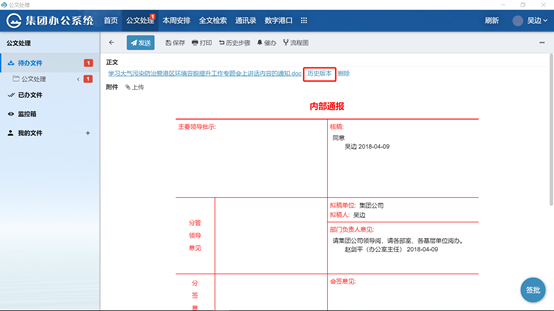 公文处理
集团办公系统 首页 公文处理 1 本周安排 全文检索 通讯录 数字港口 刷新 吴边
公文处理
待办文件 1
公文处理 1
已办文件
监控箱
我的文件 +
发送 保存 打印 历史步骤 催办 流程图
正文
学习大气污染防治暨港区环境容貌提升工作专题会上讲话内容的通知.doc 历史版本 删除
附件 上传
内部通报
主要领导批示: 核稿:
同意
吴边 2018-04-09
拟稿单位: 集团公司
拟稿人: 吴边
分管
领导
意见
部门负责人意见:
请集团公司领导阅，请各部室、各基层单位阅办。
赵剑平（办公室主任） 2018-04-09
会签意见:
签批